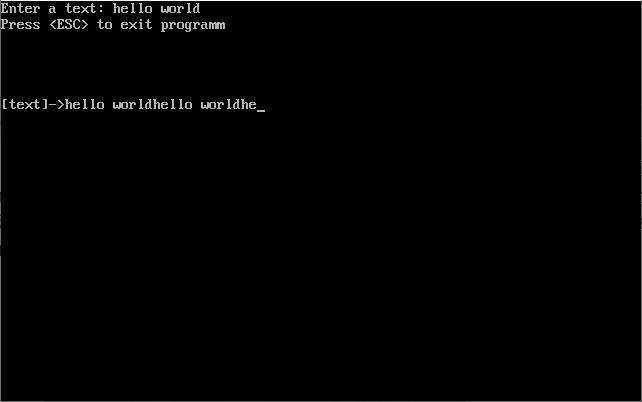 Enter a text: hello world
Press <ESC> to exit programm
[text]->hello worldhello worldhe_